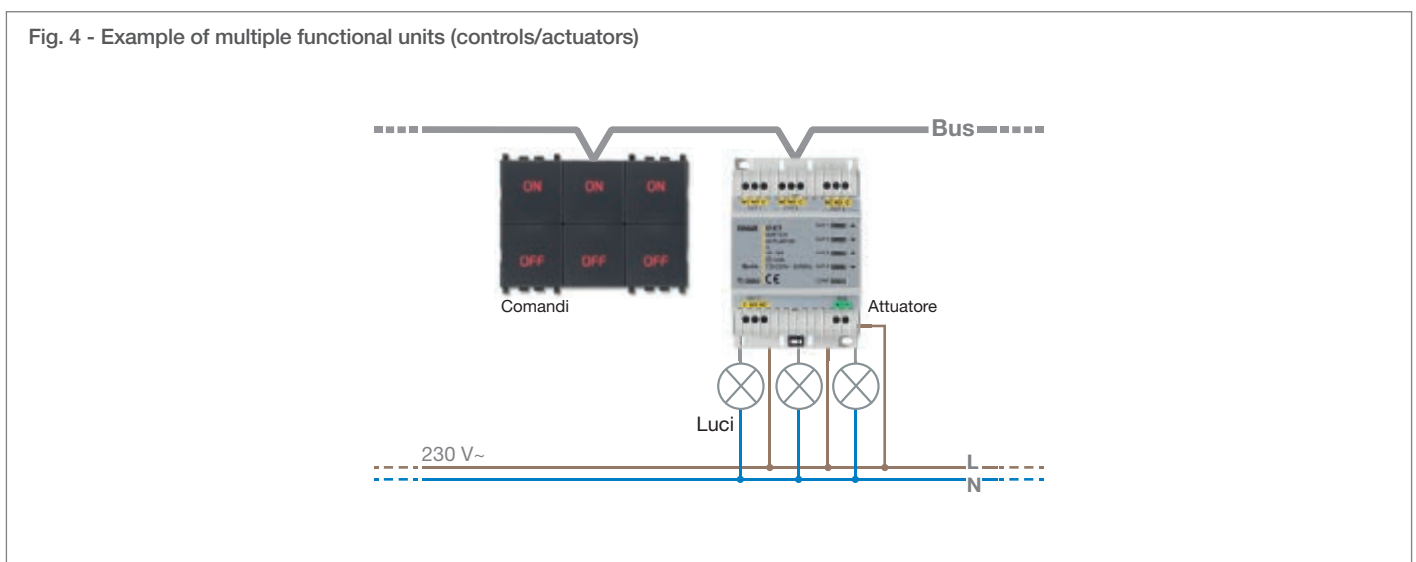 Fig. 4 - Example of multiple functional units (controls/actuators)
Bus
ON ON ON
OFF OFF OFF
Comandi
Attuatore
CE
Luci
230 V~
L
N